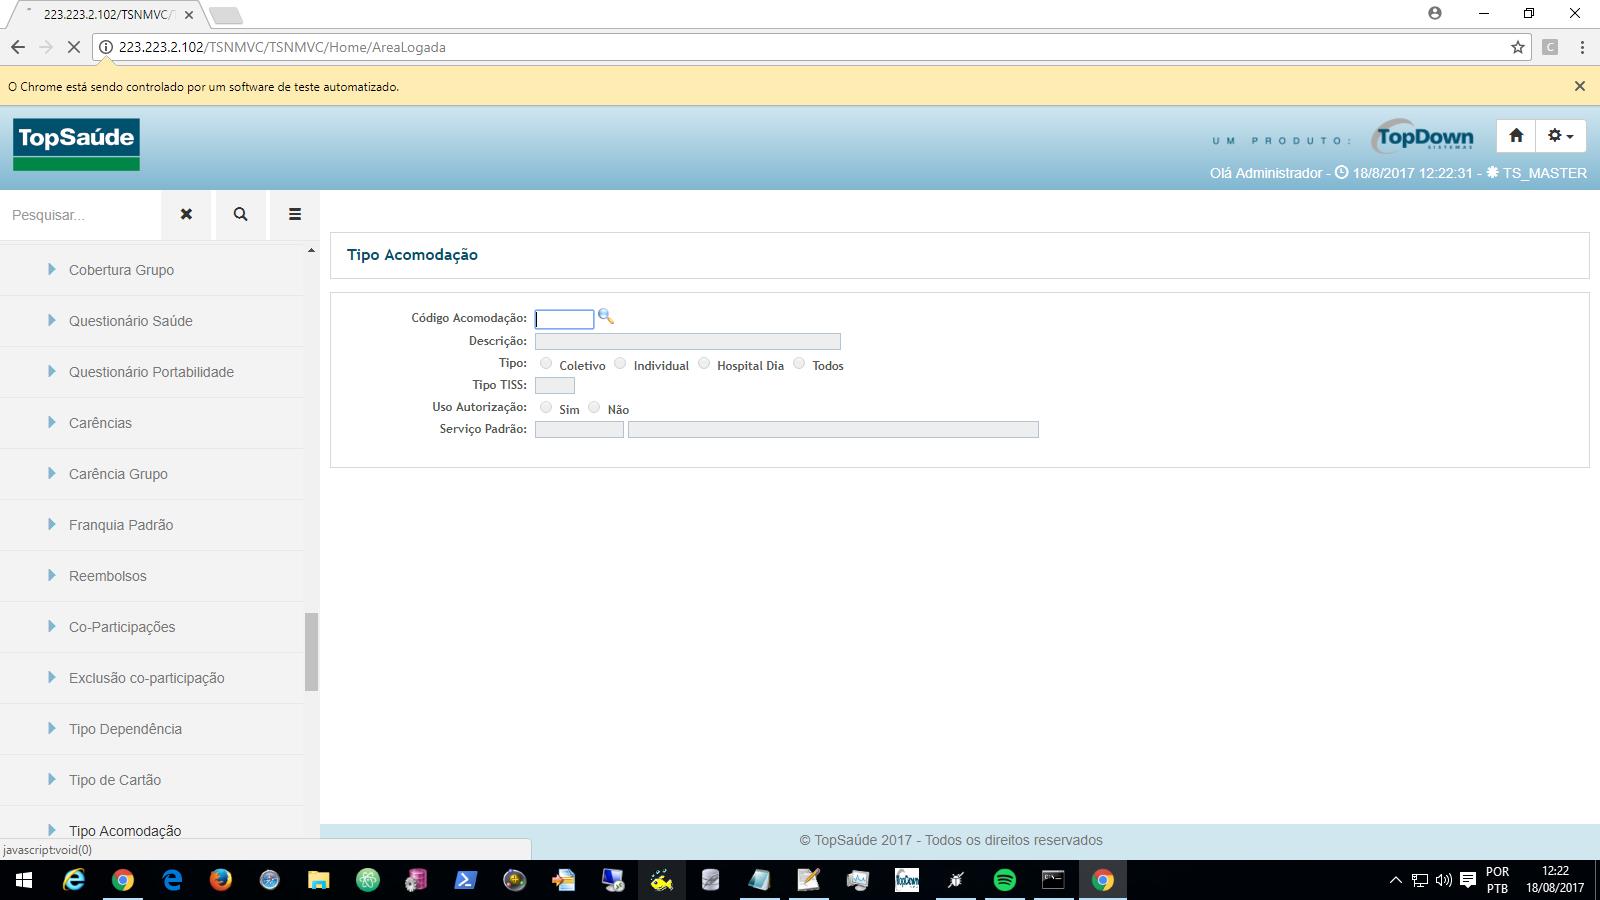 223.223.2.102/TSNMVC/T
223.223.2.102/TSNMVC/TSNMVC/Home/AreaLogada
C
O Chrome está sendo controlado por um software de teste automatizado.
TopSaúde
UM PRODUTO:
TopDown
SISTEMAS
Olá Administrador - 18/8/2017 12:22:31 - TS_MASTER
Pesquisar...
Tipo Acomodação
Cobertura Grupo
Questionário Saúde
Questionário Portabilidade
Carências
Carência Grupo
Franquia Padrão
Reembolsos
Co-Participações
Exclusão co-participação
Tipo Dependência
Tipo de Cartão
Tipo Acomodação
Código Acomodação:
Descrição:
Tipo: Coletivo Individual Hospital Dia Todos
Tipo TISS:
Uso Autorização: Sim Não
Serviço Padrão:
© TopSaúde 2017 - Todos os direitos reservados
javascript:void(0)
TopDown
POR
PTB
12:22
18/08/2017